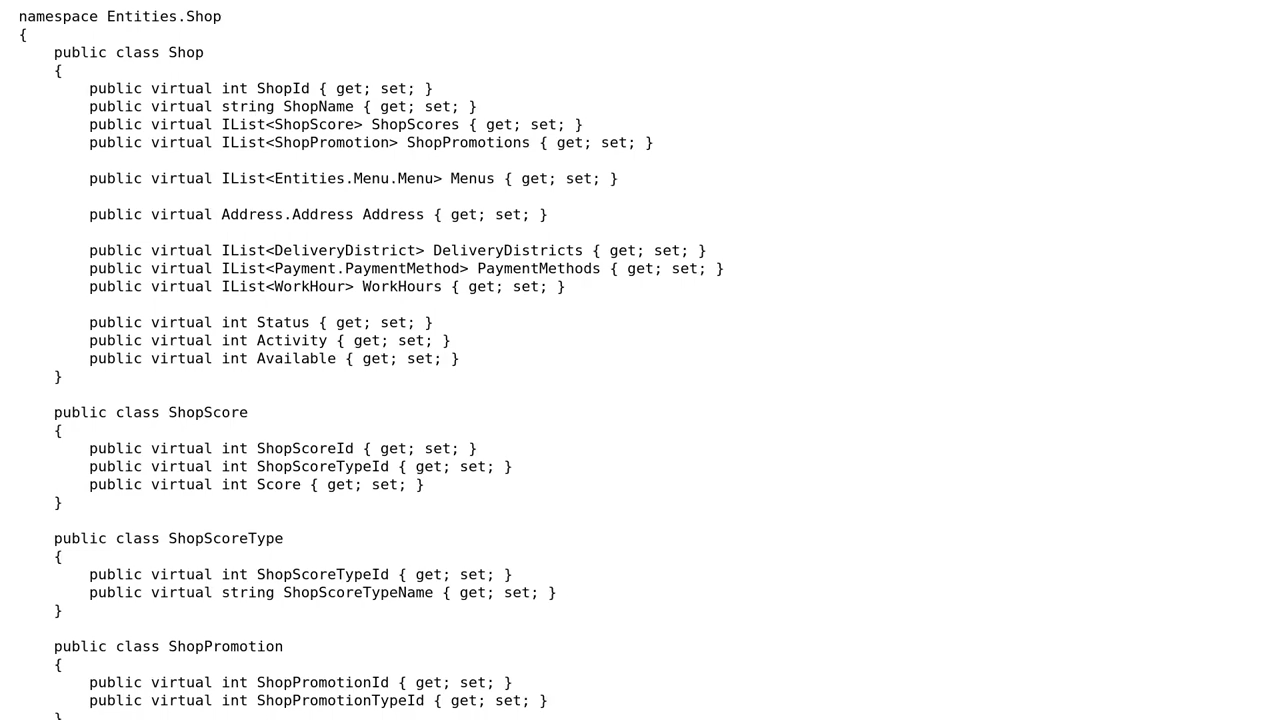 namespace Entities.Shop
{
    public class Shop
    {
        public virtual int ShopId { get; set; }
        public virtual string ShopName { get; set; }
        public virtual IList<ShopScore> ShopScores { get; set; }
        public virtual IList<ShopPromotion> ShopPromotions { get; set; }

        public virtual IList<Entities.Menu.Menu> Menus { get; set; }

        public virtual Address.Address Address { get; set; }

        public virtual IList<DeliveryDistrict> DeliveryDistricts { get; set; }
        public virtual IList<Payment.PaymentMethod> PaymentMethods { get; set; }
        public virtual IList<WorkHour> WorkHours { get; set; }

        public virtual int Status { get; set; }
        public virtual int Activity { get; set; }
        public virtual int Available { get; set; }
    }

    public class ShopScore
    {
        public virtual int ShopScoreId { get; set; }
        public virtual int ShopScoreTypeId { get; set; }
        public virtual int Score { get; set; }
    }

    public class ShopScoreType
    {
        public virtual int ShopScoreTypeId { get; set; }
        public virtual string ShopScoreTypeName { get; set; }
    }

    public class ShopPromotion
    {
        public virtual int ShopPromotionId { get; set; }
        public virtual int ShopPromotionTypeId { get; set; }
    }